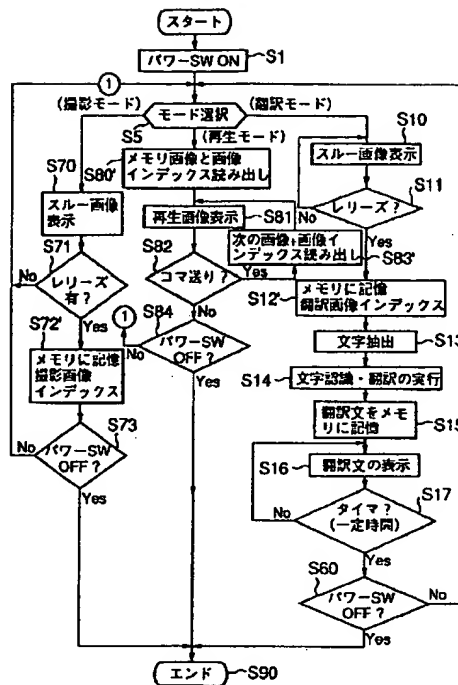 スタート
パワーSW ON
S1
①
(撮影モード)
モード選択
(翻訳モード)
S5
(再生モード)
S10
スルー画像表示
S70
S80'
メモリ画像と画像
インデックス読み出し
スルー画像
表示
S11
レリーズ?
No
Yes
再生画像表示
S81
S71
レリーズ
有?
No
Yes
S82
コマ送り?
Yes
No
次の画像,画像イ
ンデックス読み出し
S83'
S12'
メモリに記憶
翻訳画像インデックス
①
S84
パワーSW
OFF?
No
Yes
S72'
メモリに記憶
撮影画像
インデックス
文字抽出
S13
S14
文字認識・翻訳の実行
S73
パワーSW
OFF?
No
Yes
翻訳文をメモ
リに記憶
S15
S16
翻訳文の表示
S17
タイマ?
(一定時間)
No
Yes
S60
パワーSW
OFF?
No
Yes
エンド
S90